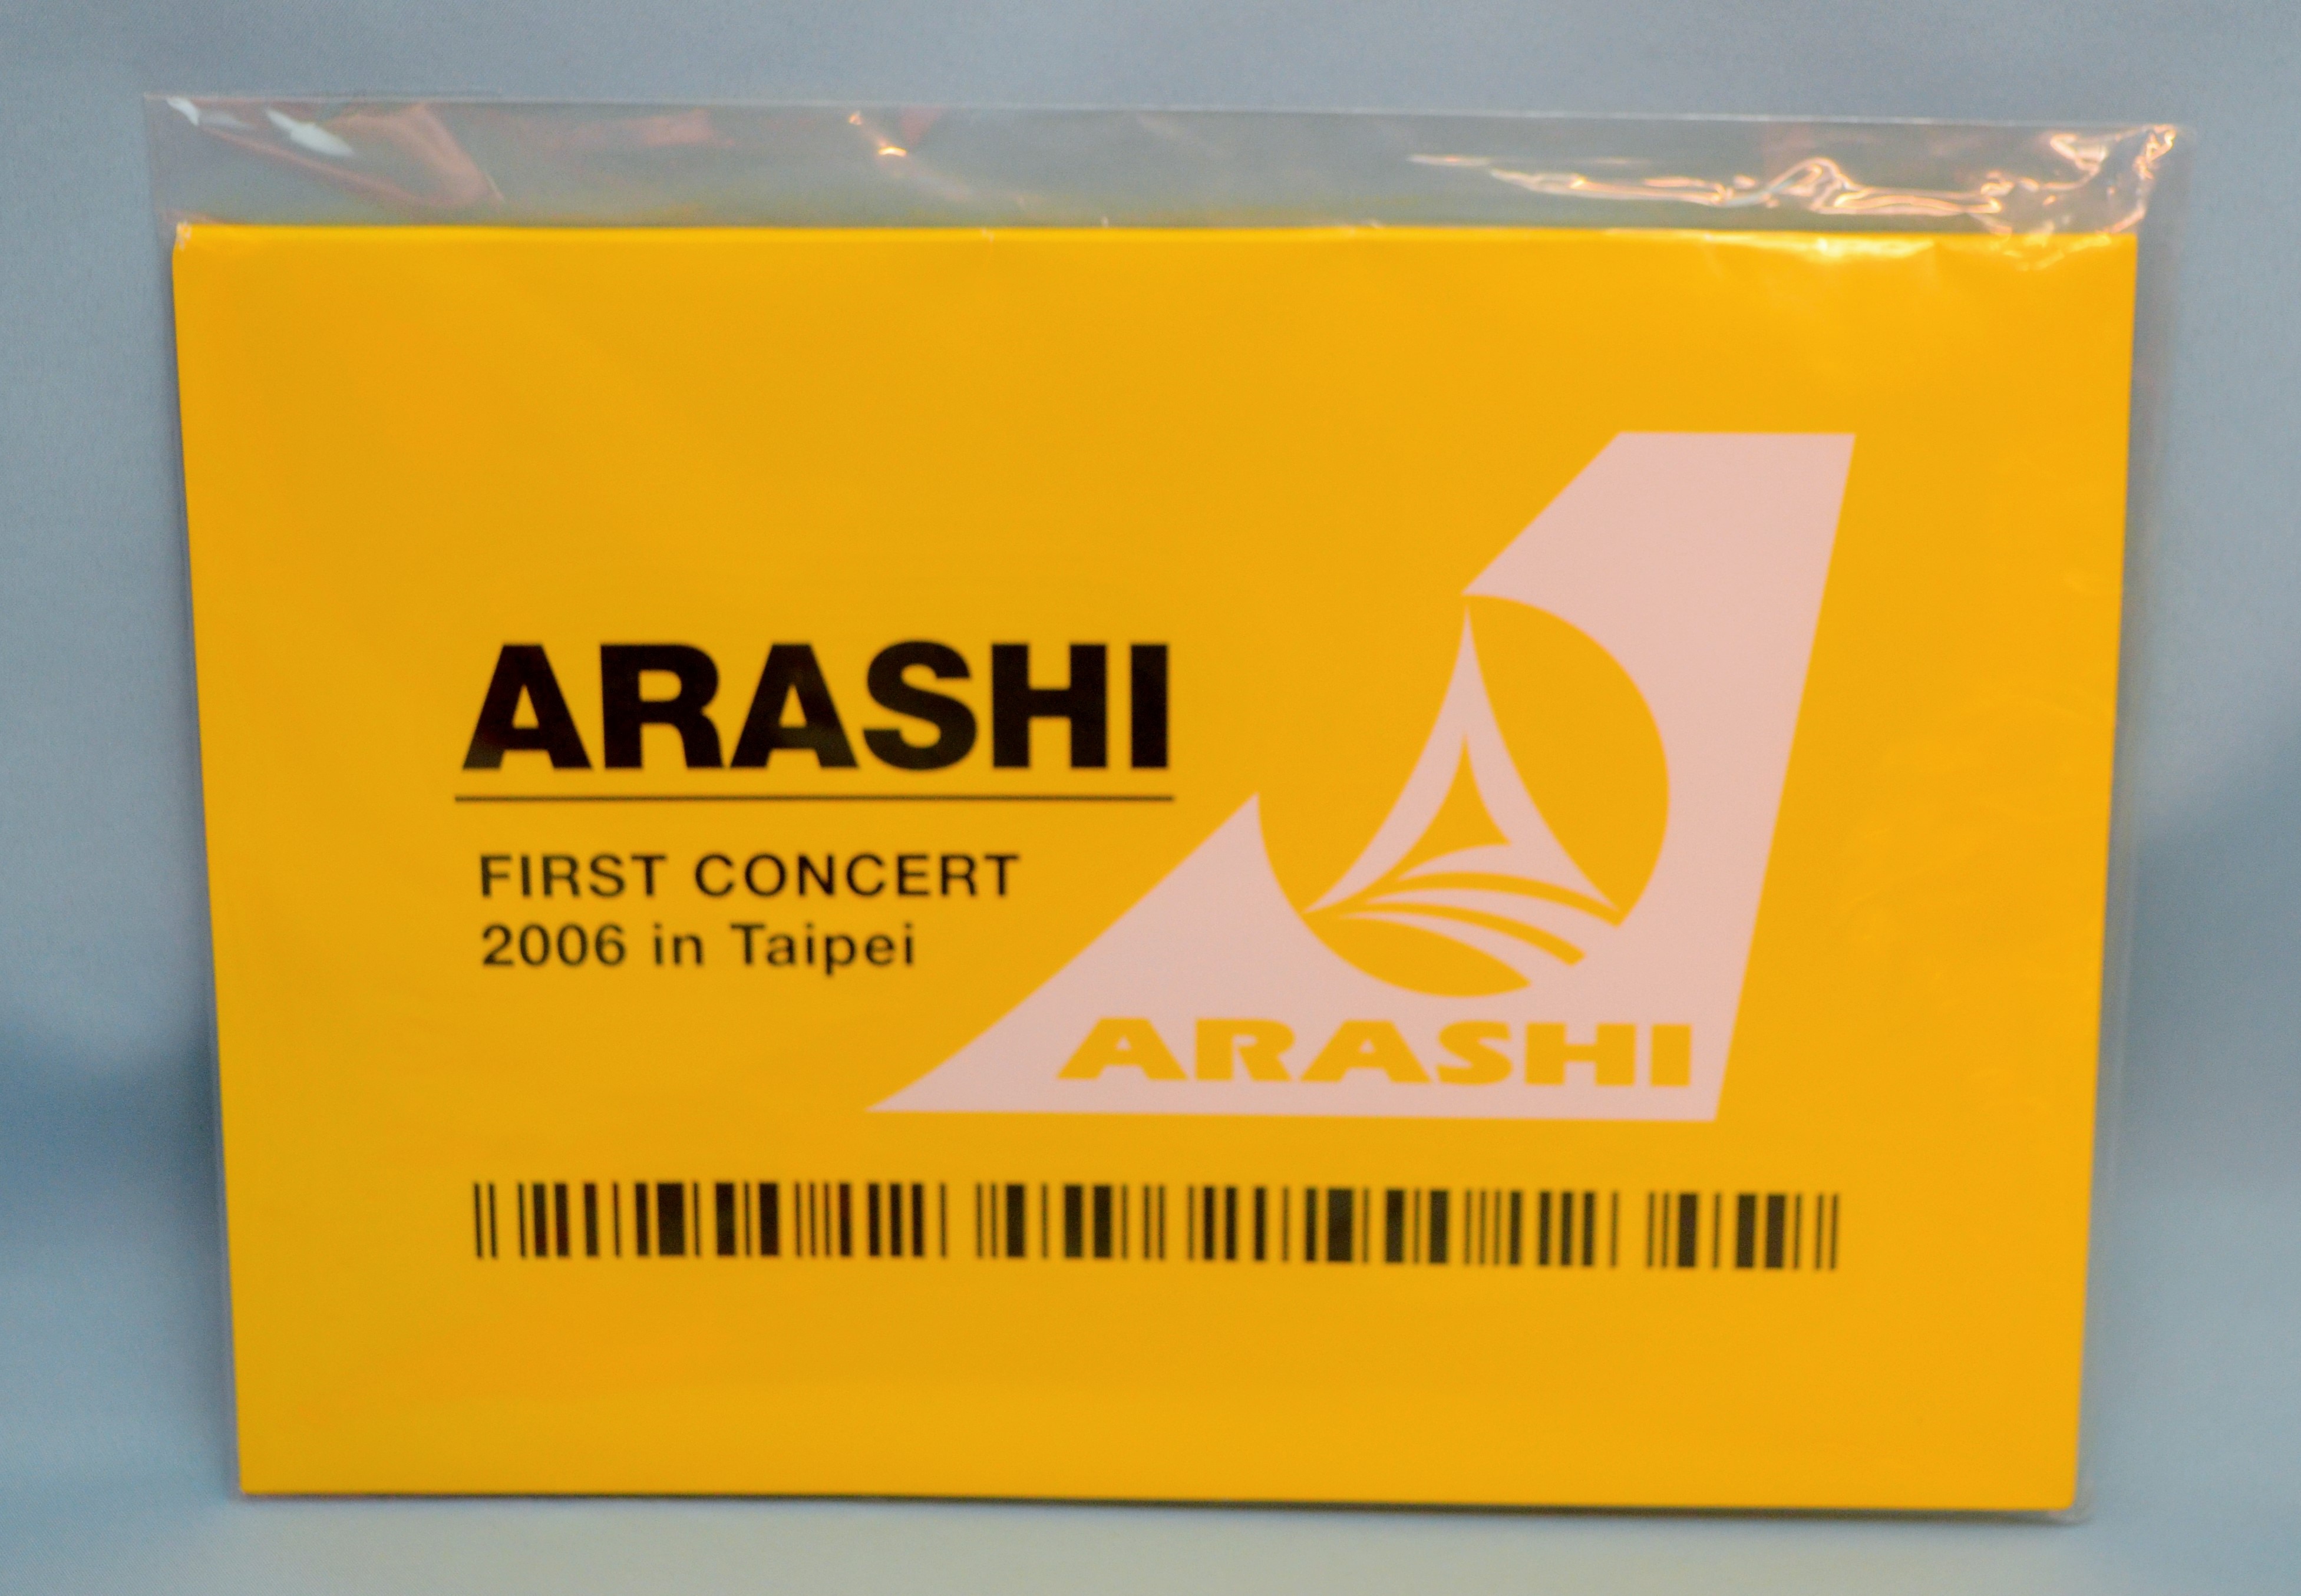 ARASHI
FIRST CONCERT
2006 in Taipei
ARASHI